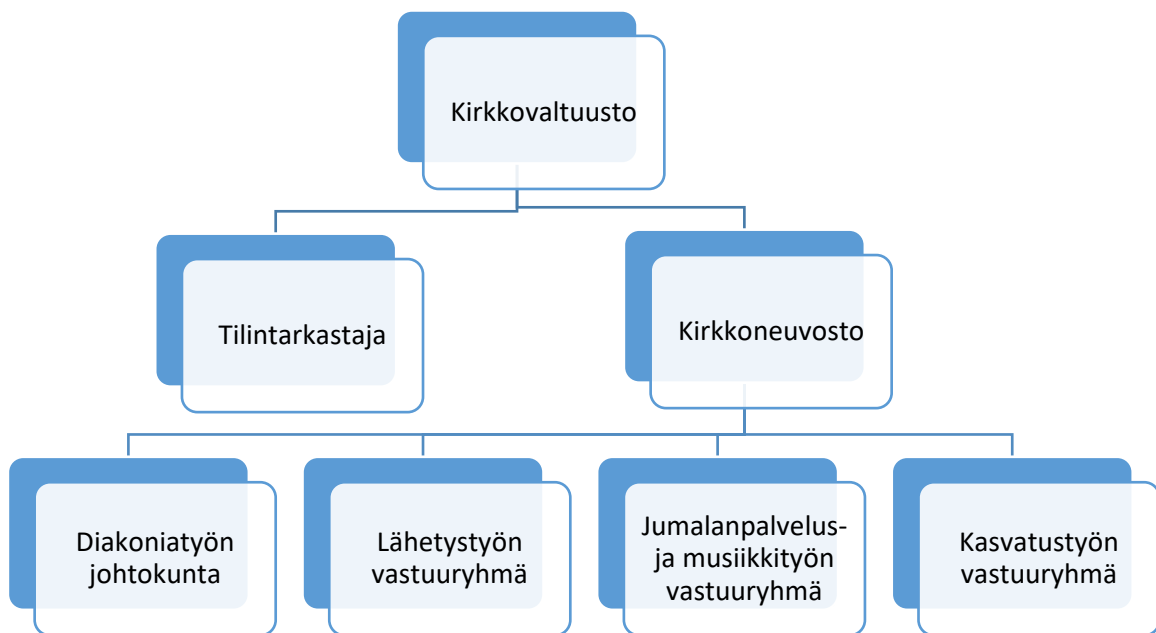 Kirkkovaltuusto
Tilintarkastaja
Kirkkoneuvosto
Diakoniatyön
johtokunta
Lähetystyön
vastuuryhmä
Jumalanpalvelus-
ja musiikkityön
vastuuryhmä
Kasvatustyön
vastuuryhmä